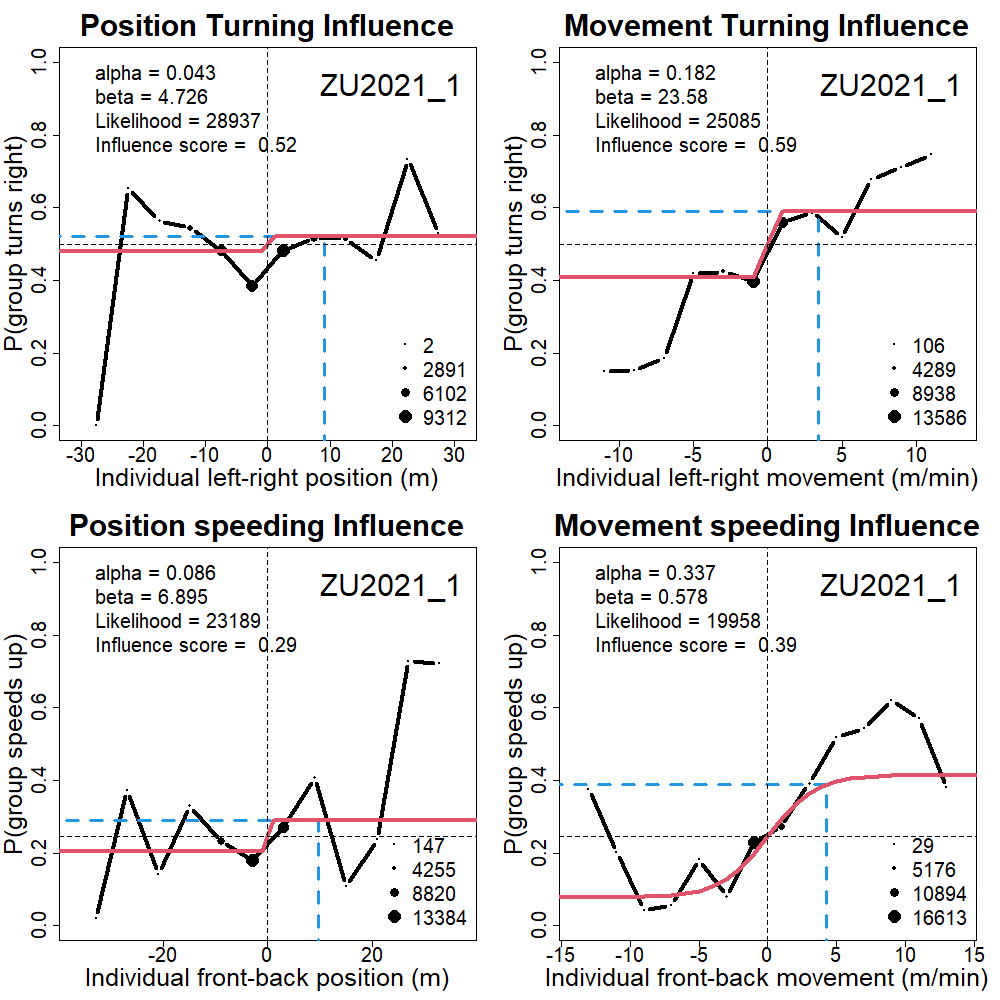 Position Turning Influence
alpha = 0.043
beta = 4.726
Likelihood = 28937
Influence score =  0.52
ZU2021_1
P(group turns right)
0.0 0.2 0.4 0.6 0.8 1.0
2
2891
6102
9312
-30 -20 -10 0 10 20 30
Individual left-right position (m)
Movement Turning Influence
alpha = 0.182
beta = 23.58
Likelihood = 25085
Influence score =  0.59
ZU2021_1
P(group turns right)
0.0 0.2 0.4 0.6 0.8 1.0
106
4289
8938
13586
-10 -5 0 5 10
Individual left-right movement (m/min)
Position speeding Influence
alpha = 0.086
beta = 6.895
Likelihood = 23189
Influence score =  0.29
ZU2021_1
P(group speeds up)
0.0 0.2 0.4 0.6 0.8 1.0
147
4255
8820
13384
-20 0 20
Individual front-back position (m)
Movement speeding Influence
alpha = 0.337
beta = 0.578
Likelihood = 19958
Influence score =  0.39
ZU2021_1
P(group speeds up)
0.0 0.2 0.4 0.6 0.8 1.0
29
5176
10894
16613
-15 -10 -5 0 5 10 15
Individual front-back movement (m/min)